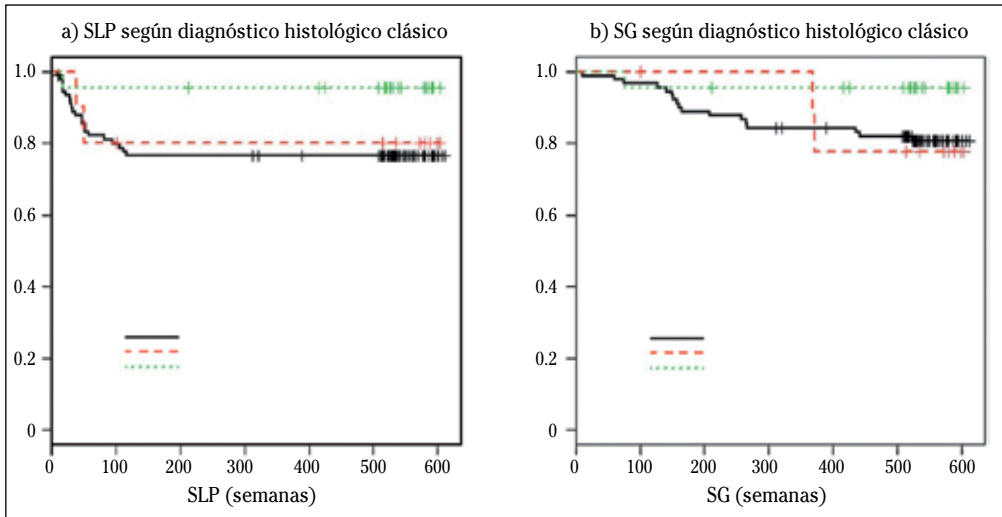 a) SLP según diagnóstico histológico clásico
1.0
0.8
0.6
0.4
0.2
0
0 100 200 300 400 500 600
SLP (semanas)
b) SG según diagnóstico histológico clásico
1.0
0.8
0.6
0.4
0.2
0
0 100 200 300 400 500 600
SG (semanas)